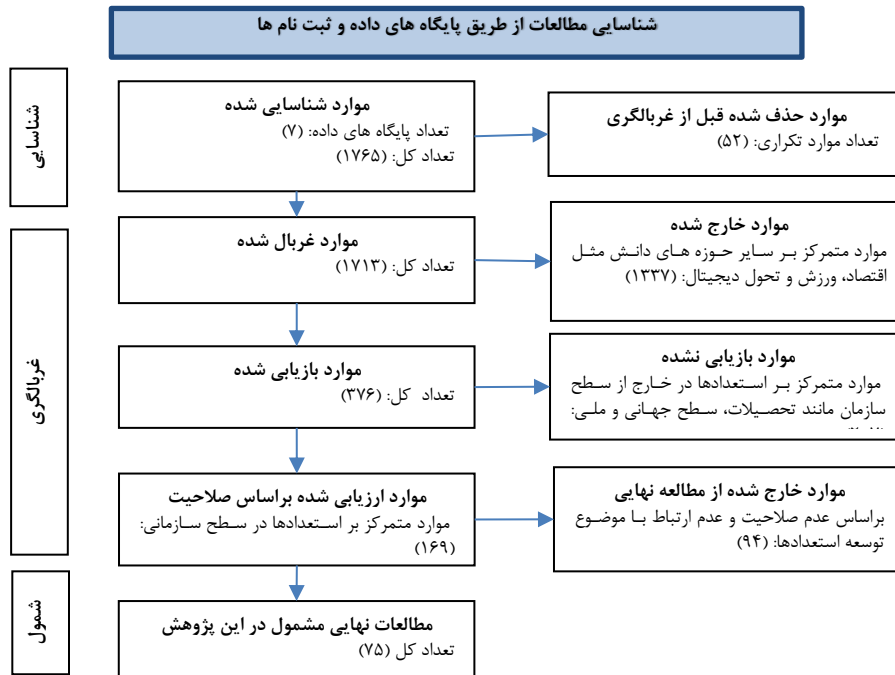 شناسایی مطالعات از طریق پایگاه های داده و ثبت نام ها
شناسایی
موارد شناسایی شده
تعداد پایگاه های داده: (۷)
تعداد کل: (۱۷۶۵)
موارد حذف شده قبل از غربالگری
تعداد موارد تکراری: (۵۲)
غربالگری
موارد غربال شده
تعداد کل: (۱۷۱۳)
موارد خارج شده
موارد متمرکز بر سایر حوزه های دانش مثل
اقتصاد، ورزش و تحول دیجیتال: (۱۳۳۷)
موارد بازیابی شده
تعداد کل: (۳۷۶)
موارد بازیابی نشده
موارد متمرکز بر استعدادها در خارج از سطح
سازمان مانند تحصیلات، سطح جهانی و ملی:
موارد ارزیابی شده براساس صلاحیت
موارد متمرکز بر استعدادها در سطح سازمانی:
(۱۶۹)
موارد خارج شده از مطالعه نهایی
براساس عدم صلاحیت و عدم ارتباط با موضوع
توسعه استعدادها: (۹۴)
شمول
مطالعات نهایی مشمول در این پژوهش
تعداد کل (۷۵)